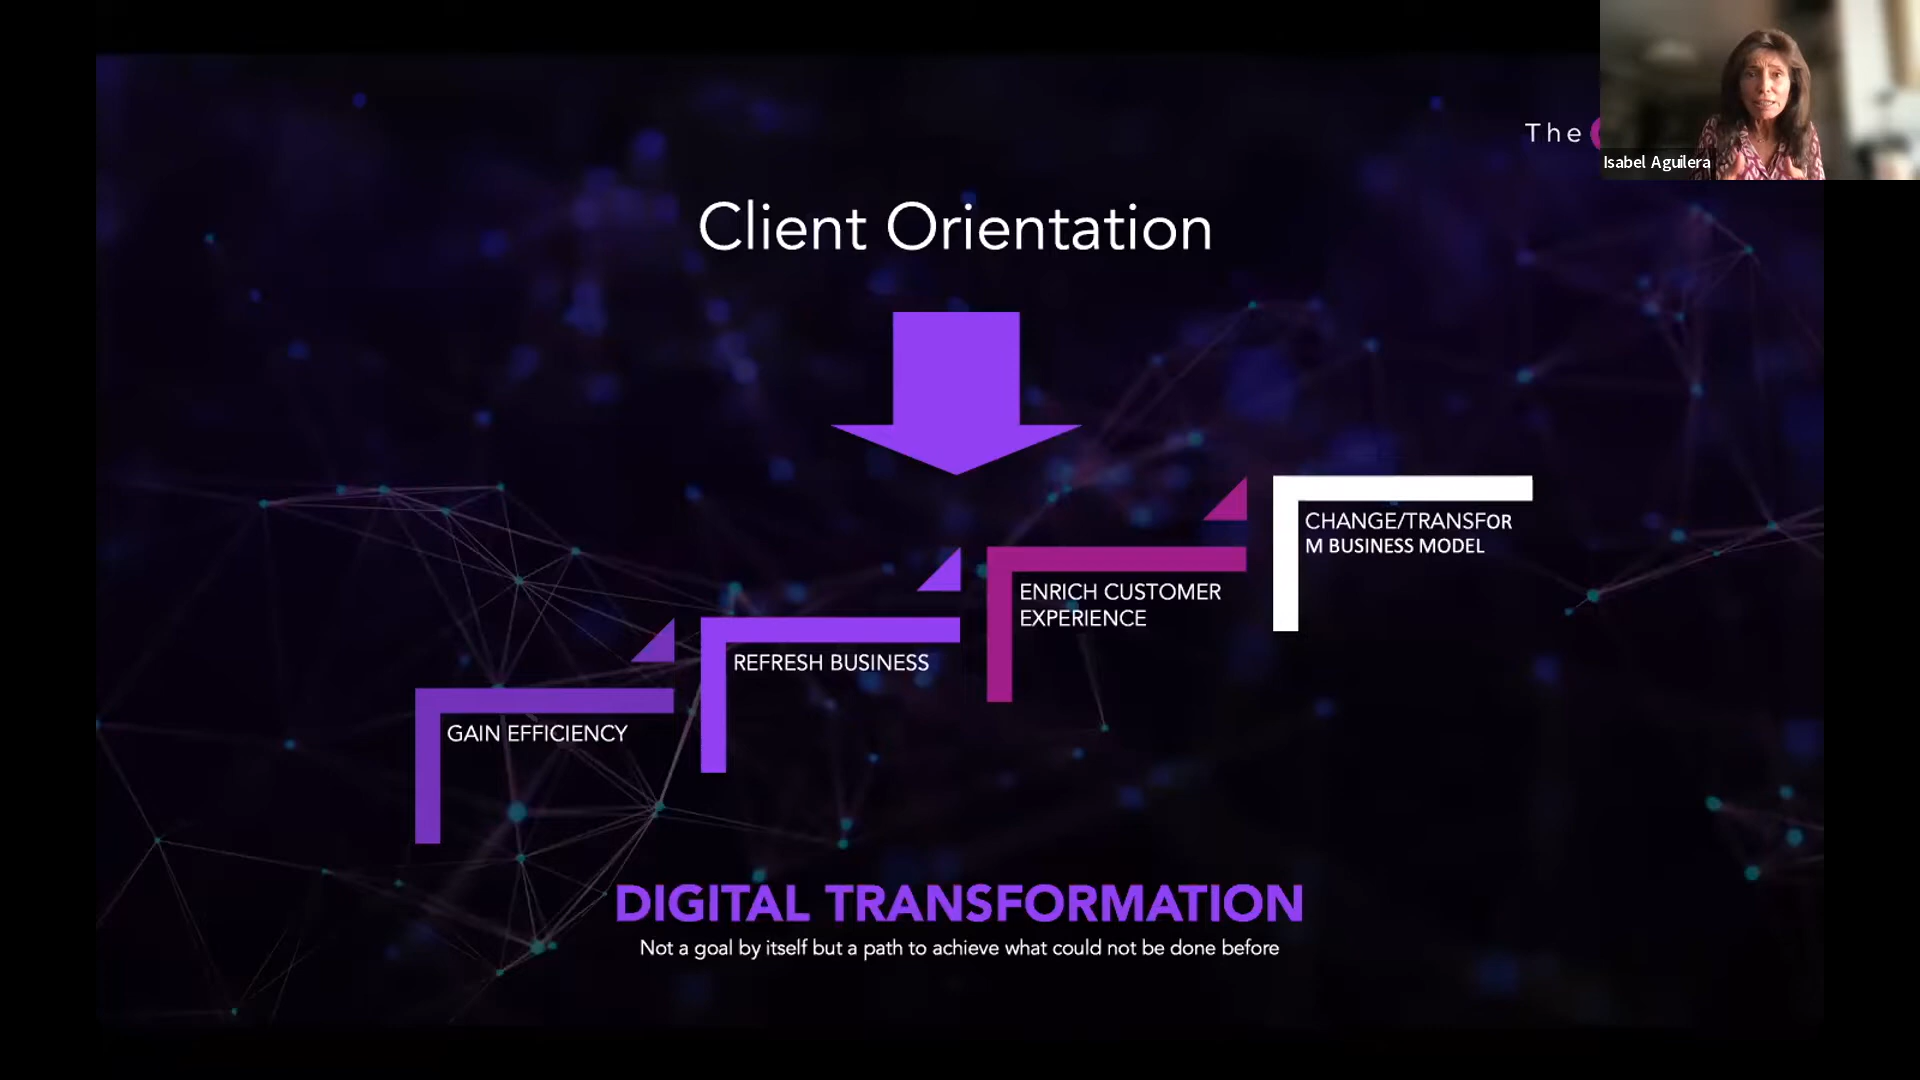 The
Isabel Aguilera
Client Orientation
CHANGE/TRANSFOR
M BUSINESS MODEL
ENRICH CUSTOMER
EXPERIENCE
REFRESH BUSINESS
GAIN EFFICIENCY
DIGITAL TRANSFORMATION
Not a goal by itself but a path to achieve what could not be done before